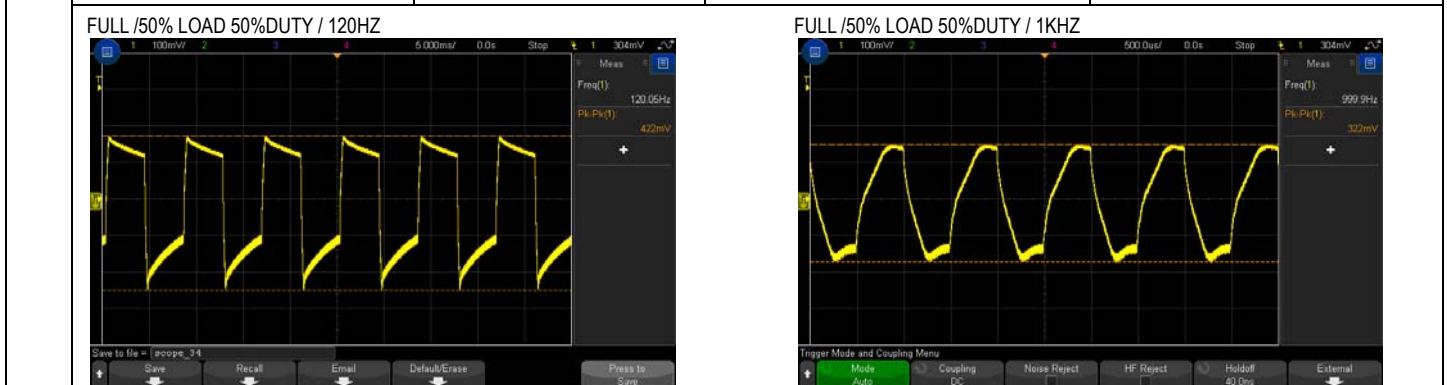 FULL /50% LOAD 50%DUTY / 120HZ
1 100mV/ 2 3 4 5.000ms/ 0.0s Stop 1 304mV
Meas
Freq(1):
120.05Hz
Pk-Pk(1):
422mV
+
T
Save to file = scope_34
Save
Recall
Email
Default/Erase
Press to
Save
FULL /50% LOAD 50%DUTY / 1KHZ
1 100mV/ 2 3 4 500.0us/ 0.0s Stop 1 304mV
Meas
Freq(1):
999.9Hz
Pk-Pk(1):
322mV
+
T
Trigger Mode and Coupling Menu
Mode
Auto
Coupling
DC
Noise Reject
HF Reject
Holdoff
40.0ns
External